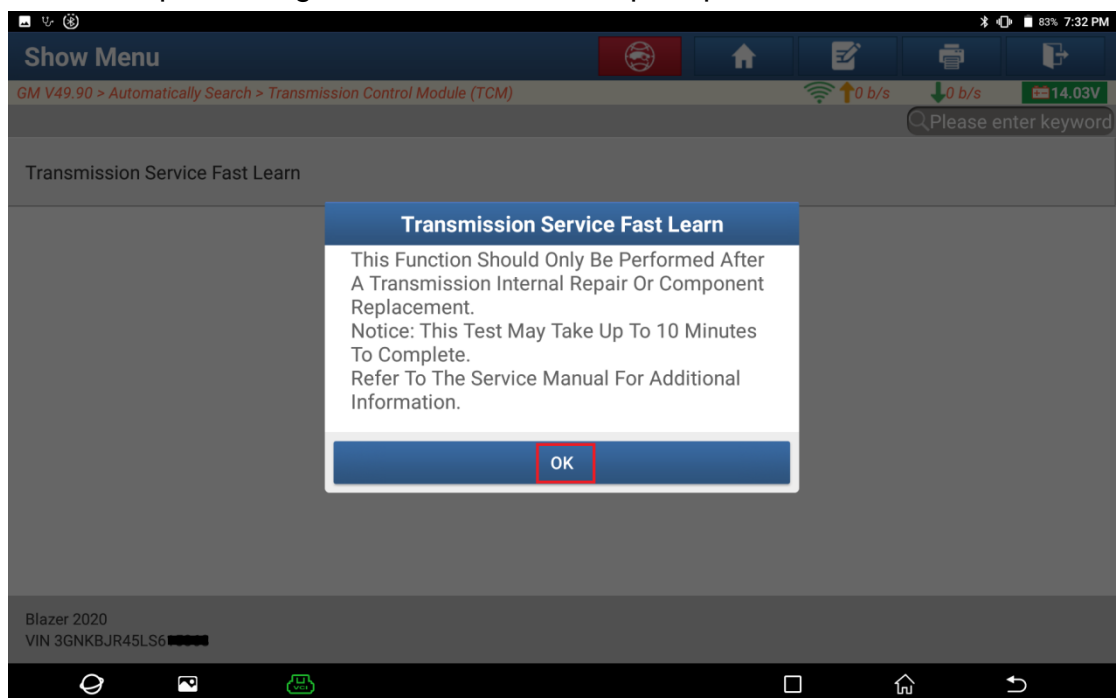 83% 7:32 PM
Show Menu
GM V49.90 > Automatically Search > Transmission Control Module (TCM)
0 b/s
0 b/s
14.03V
Please enter keyword
Transmission Service Fast Learn
Transmission Service Fast Learn
This Function Should Only Be Performed After
A Transmission Internal Repair Or Component
Replacement.
Notice: This Test May Take Up To 10 Minutes
To Complete.
Refer To The Service Manual For Additional
Information.
OK
Blazer 2020
VIN 3GNKBJR45LS6
VCI